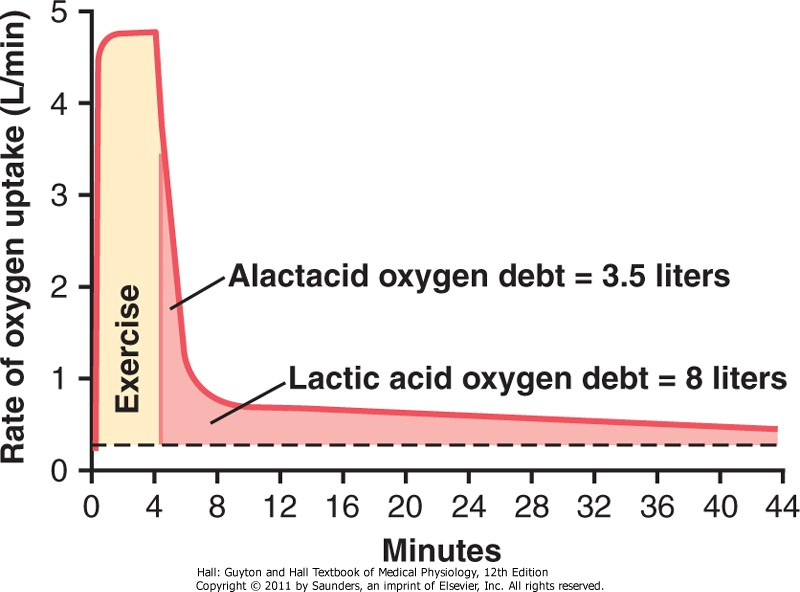 Rate of oxygen uptake (L/min)
5
4
3
2
1
0
Exercise
Alactacid oxygen debt = 3.5 liters
Lactic acid oxygen debt = 8 liters
0 4 8 12 16 20 24 28 32 36 40 44
Minutes
Hall: Guyton and Hall Textbook of Medical Physiology, 12th Edition
Copyright © 2011 by Saunders, an imprint of Elsevier, Inc. All rights reserved.